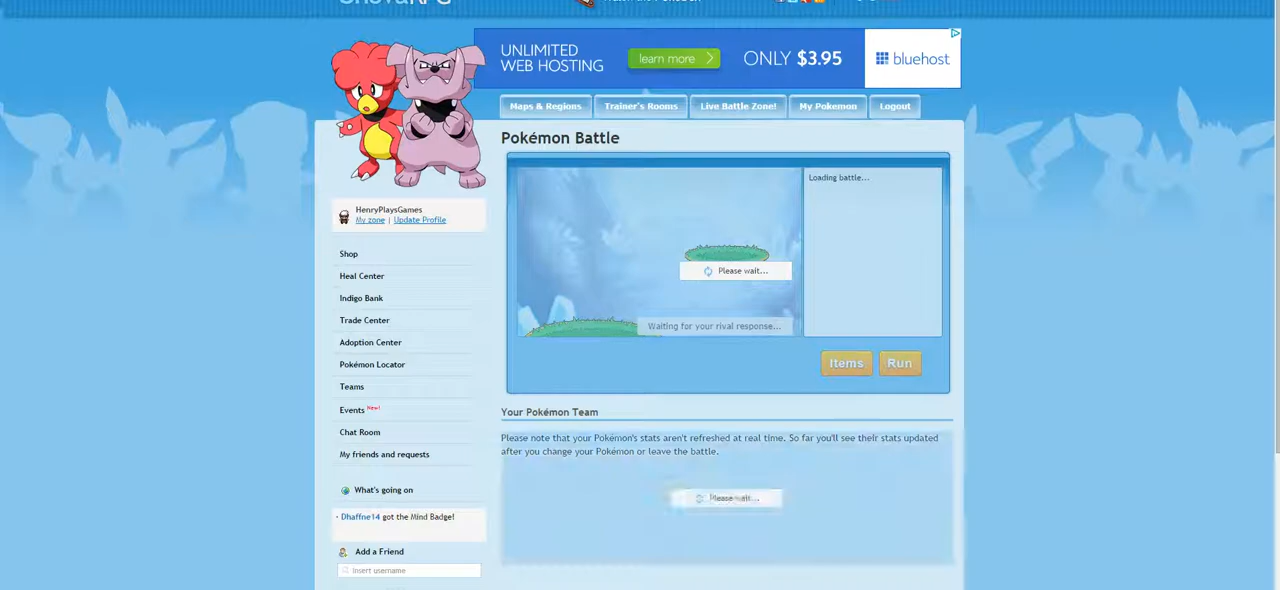 UNLIMITED
WEB HOSTING
learn more
ONLY $3.95
bluehost
Maps & Regions
Trainer's Rooms
Live Battle Zone!
My Pokemon
Logout
Pokémon Battle
HenryPlaysGames
My zone | Update Profile
Shop
Heal Center
Indigo Bank
Trade Center
Adoption Center
Pokémon Locator
Teams
Events New!
Chat Room
My friends and requests
What's going on
· Dhaffne14 got the Mind Badge!
Add a Friend
Insert username
Loading battle...
Please wait...
Waiting for your rival response...
Items
Run
Your Pokémon Team
Please note that your Pokémon's stats aren't refreshed at real time. So far you'll see their stats updated
after you change your Pokémon or leave the battle.
Please wait...